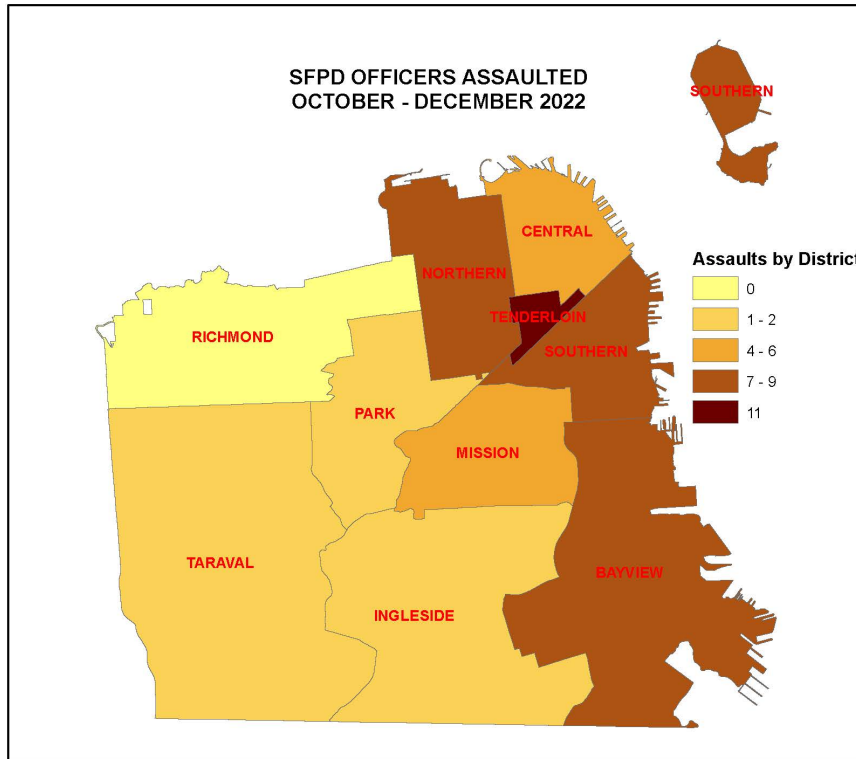 SFPD OFFICERS ASSAULTED
OCTOBER - DECEMBER 2022
SOUTHERN
CENTRAL
NORTHERN
Assaults by District
0
1 - 2
4 - 6
7 - 9
11
TENDERLOIN
RICHMOND
SOUTHERN
PARK
MISSION
TARAVAL
BAYVIEW
INGLESIDE